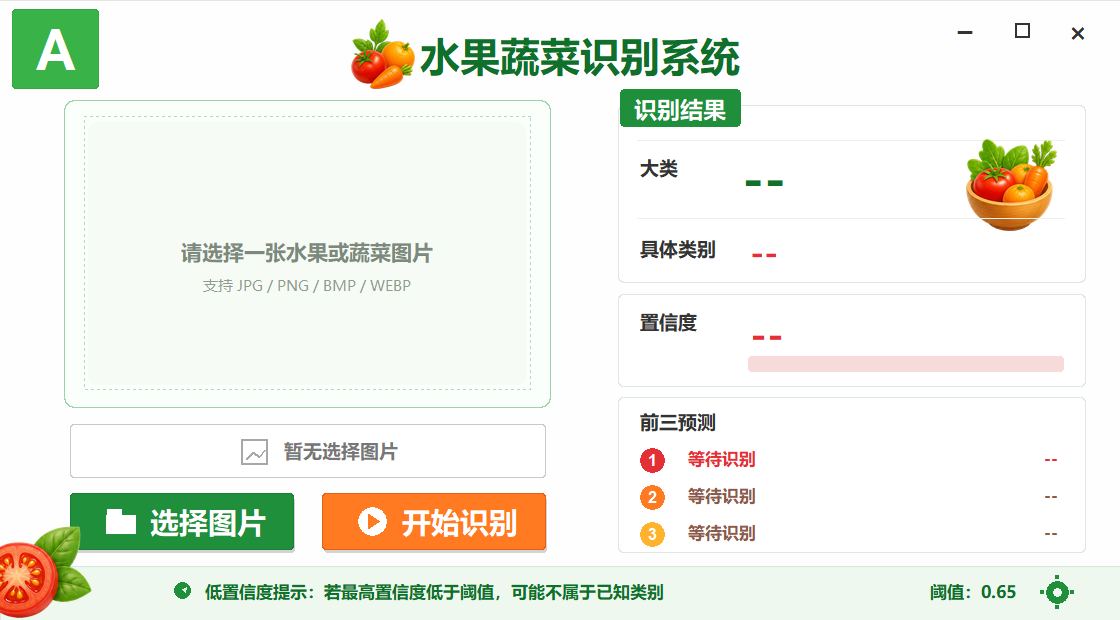 A
水果蔬菜识别系统
请选择一张水果或蔬菜图片
支持 JPG / PNG / BMP / WEBP
暂无选择图片
选择图片
开始识别
识别结果
大类
--
具体类别
--
置信度
--
前三预测
1 等待识别 --
2 等待识别 --
3 等待识别 --
低置信度提示：若最高置信度低于阈值，可能不属于已知类别
阈值：0.65